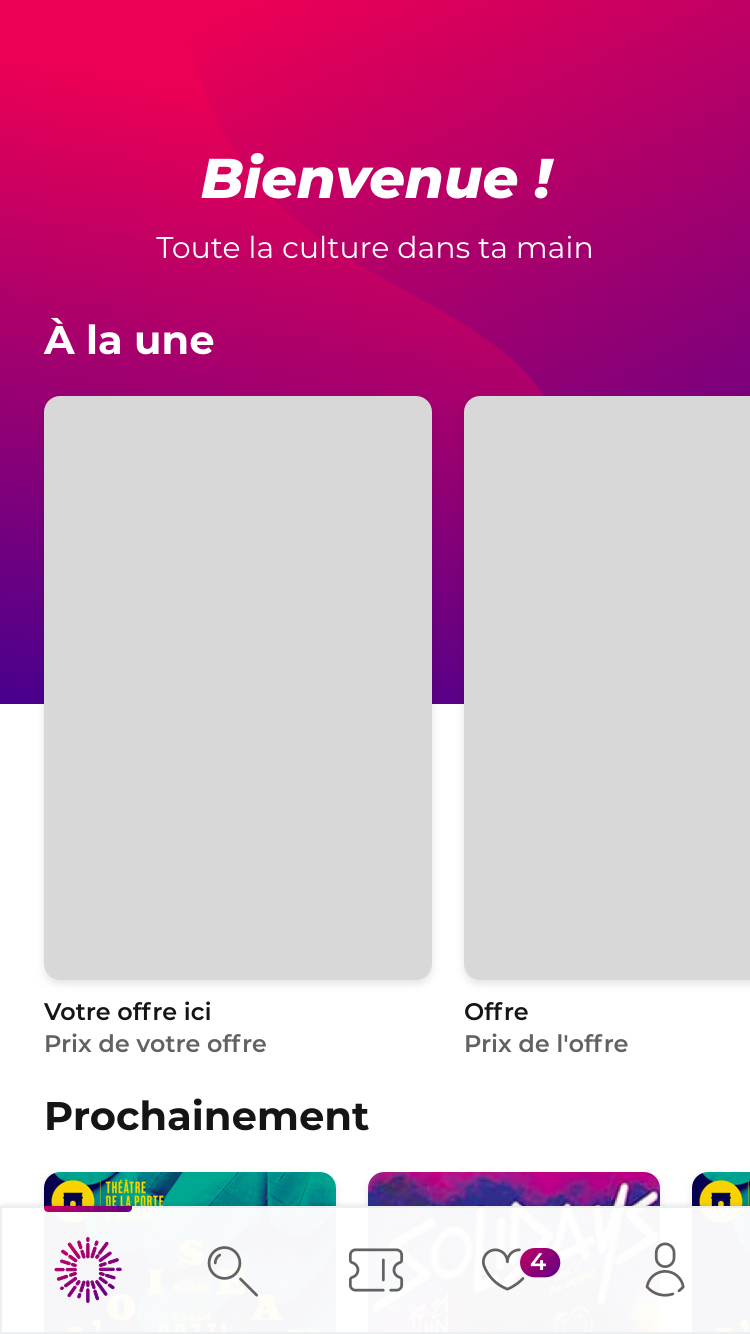 Bienvenue !
Toute la culture dans ta main
À la une
Votre offre ici
Prix de votre offre
Offre
Prix de l'offre
Prochainement
THÉÂTRE
DE LA PORTE
SOLIDAYS
4